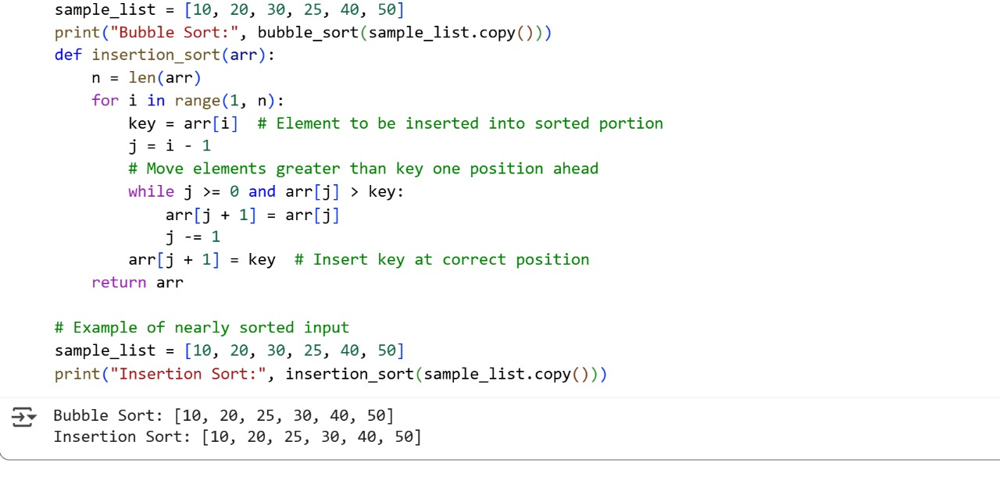 sample_list = [10, 20, 30, 25, 40, 50]
print("Bubble Sort:", bubble_sort(sample_list.copy()))
def insertion_sort(arr):
    n = len(arr)
    for i in range(1, n):
        key = arr[i]  # Element to be inserted into sorted portion
        j = i - 1
        # Move elements greater than key one position ahead
        while j >= 0 and arr[j] > key:
            arr[j + 1] = arr[j]
            j -= 1
        arr[j + 1] = key  # Insert key at correct position
    return arr
# Example of nearly sorted input
sample_list = [10, 20, 30, 25, 40, 50]
print("Insertion Sort:", insertion_sort(sample_list.copy()))
Bubble Sort: [10, 20, 25, 30, 40, 50]
Insertion Sort: [10, 20, 25, 30, 40, 50]